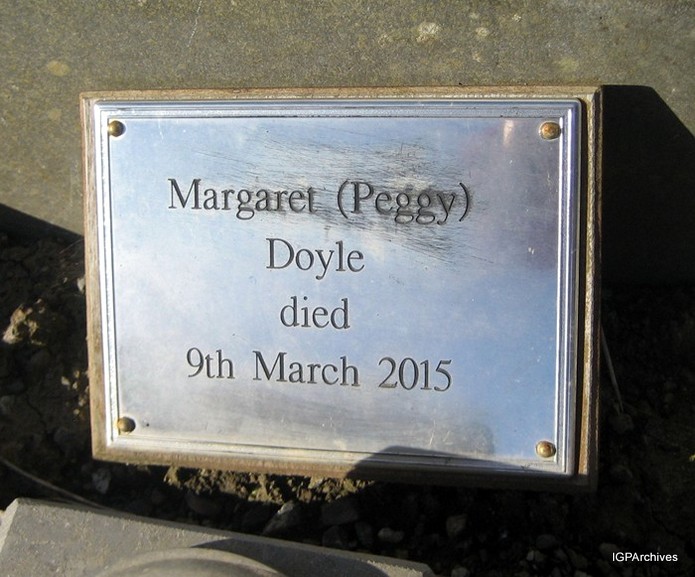 Margaret (Peggy)
Doyle
died
9th March 2015
IGPArchives